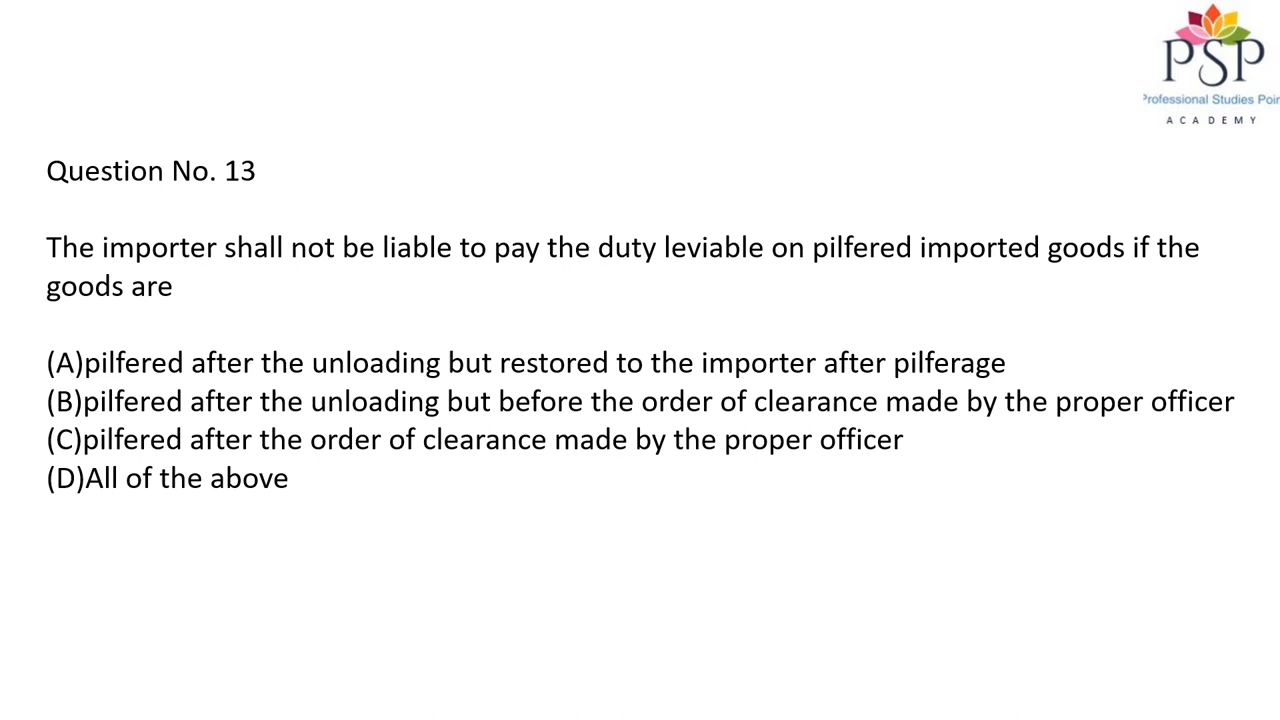 PSP
Professional Studies Poin
ACADEMY
Question No. 13
The importer shall not be liable to pay the duty leviable on pilfered imported goods if the
goods are
(A)pilfered after the unloading but restored to the importer after pilferage
(B)pilfered after the unloading but before the order of clearance made by the proper officer
(C)pilfered after the order of clearance made by the proper officer
(D)All of the above